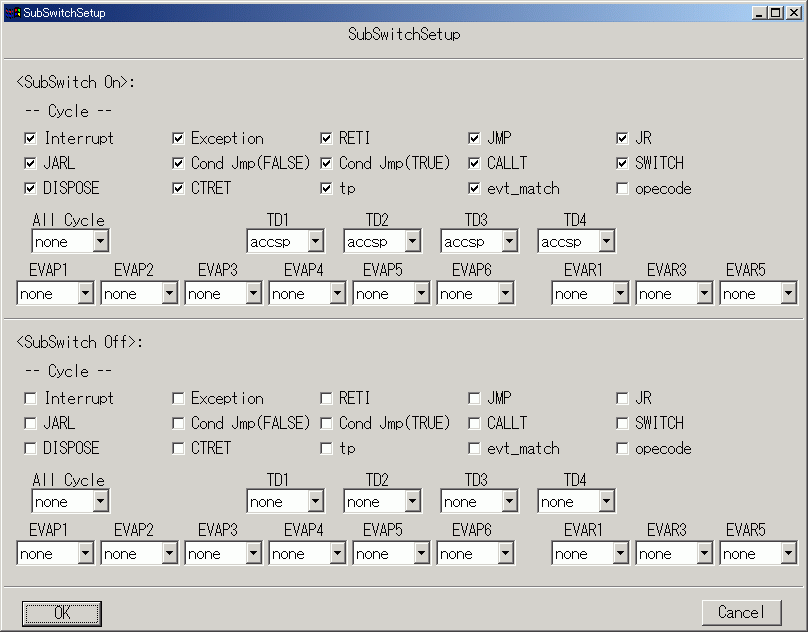 SubSwitchSetup
SubSwitchSetup
<SubSwitch On>:
-- Cycle --
Interrupt Exception RETI JMP JR
JARL Cond Jmp(FALSE) Cond Jmp(TRUE) CALLT SWITCH
DISPOSE CTRET tp evt_match opecode
All Cycle TD1 TD2 TD3 TD4
none accsp accsp accsp accsp
EVAP1 EVAP2 EVAP3 EVAP4 EVAP5 EVAP6 EVAR1 EVAR3 EVAR5
none none none none none none none none none
<SubSwitch Off>:
-- Cycle --
Interrupt Exception RETI JMP JR
JARL Cond Jmp(FALSE) Cond Jmp(TRUE) CALLT SWITCH
DISPOSE CTRET tp evt_match opecode
All Cycle TD1 TD2 TD3 TD4
none none none none none
EVAP1 EVAP2 EVAP3 EVAP4 EVAP5 EVAP6 EVAR1 EVAR3 EVAR5
none none none none none none none none none
OK Cancel